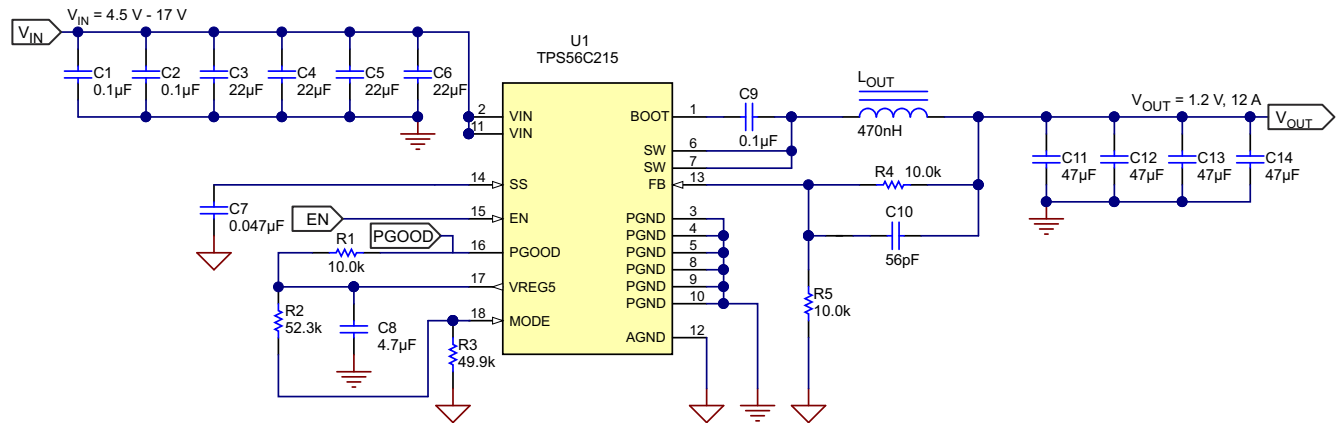 V_IN
V_IN = 4.5 V - 17 V
C1
0.1µF
C2
0.1µF
C3
22µF
C4
22µF
C5
22µF
C6
22µF
U1
TPS56C215
2
VIN
11
VIN
14
SS
15
EN
16
PGOOD
17
VREG5
18
MODE
BOOT
1
SW
6
SW
7
FB
13
PGND
3
PGND
4
PGND
5
PGND
8
PGND
9
PGND
10
AGND
12
C7
0.047µF
EN
PGOOD
R1
10.0k
R2
52.3k
C8
4.7µF
R3
49.9k
C9
0.1µF
L_OUT
470nH
R4 10.0k
C10
56pF
R5
10.0k
V_OUT = 1.2 V, 12 A
V_OUT
C11
47µF
C12
47µF
C13
47µF
C14
47µF